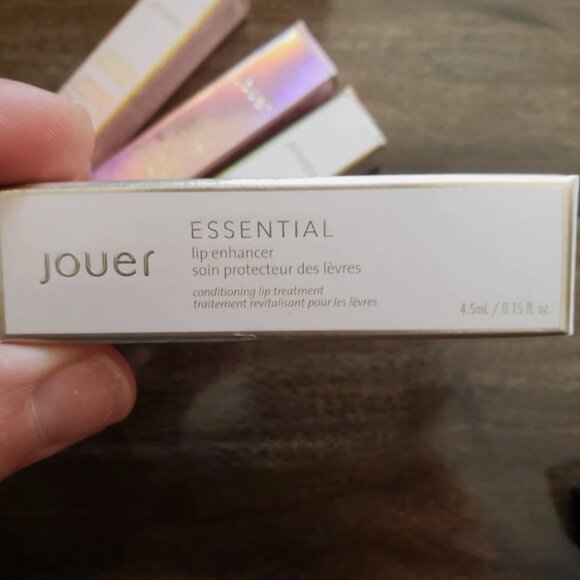 jouer
ESSENTIAL
lip enhancer
soin protecteur des lèvres
conditioning lip treatment
traitement revitalisant pour les lèvres
4.5mL / 0.15 fl. oz.
jouer